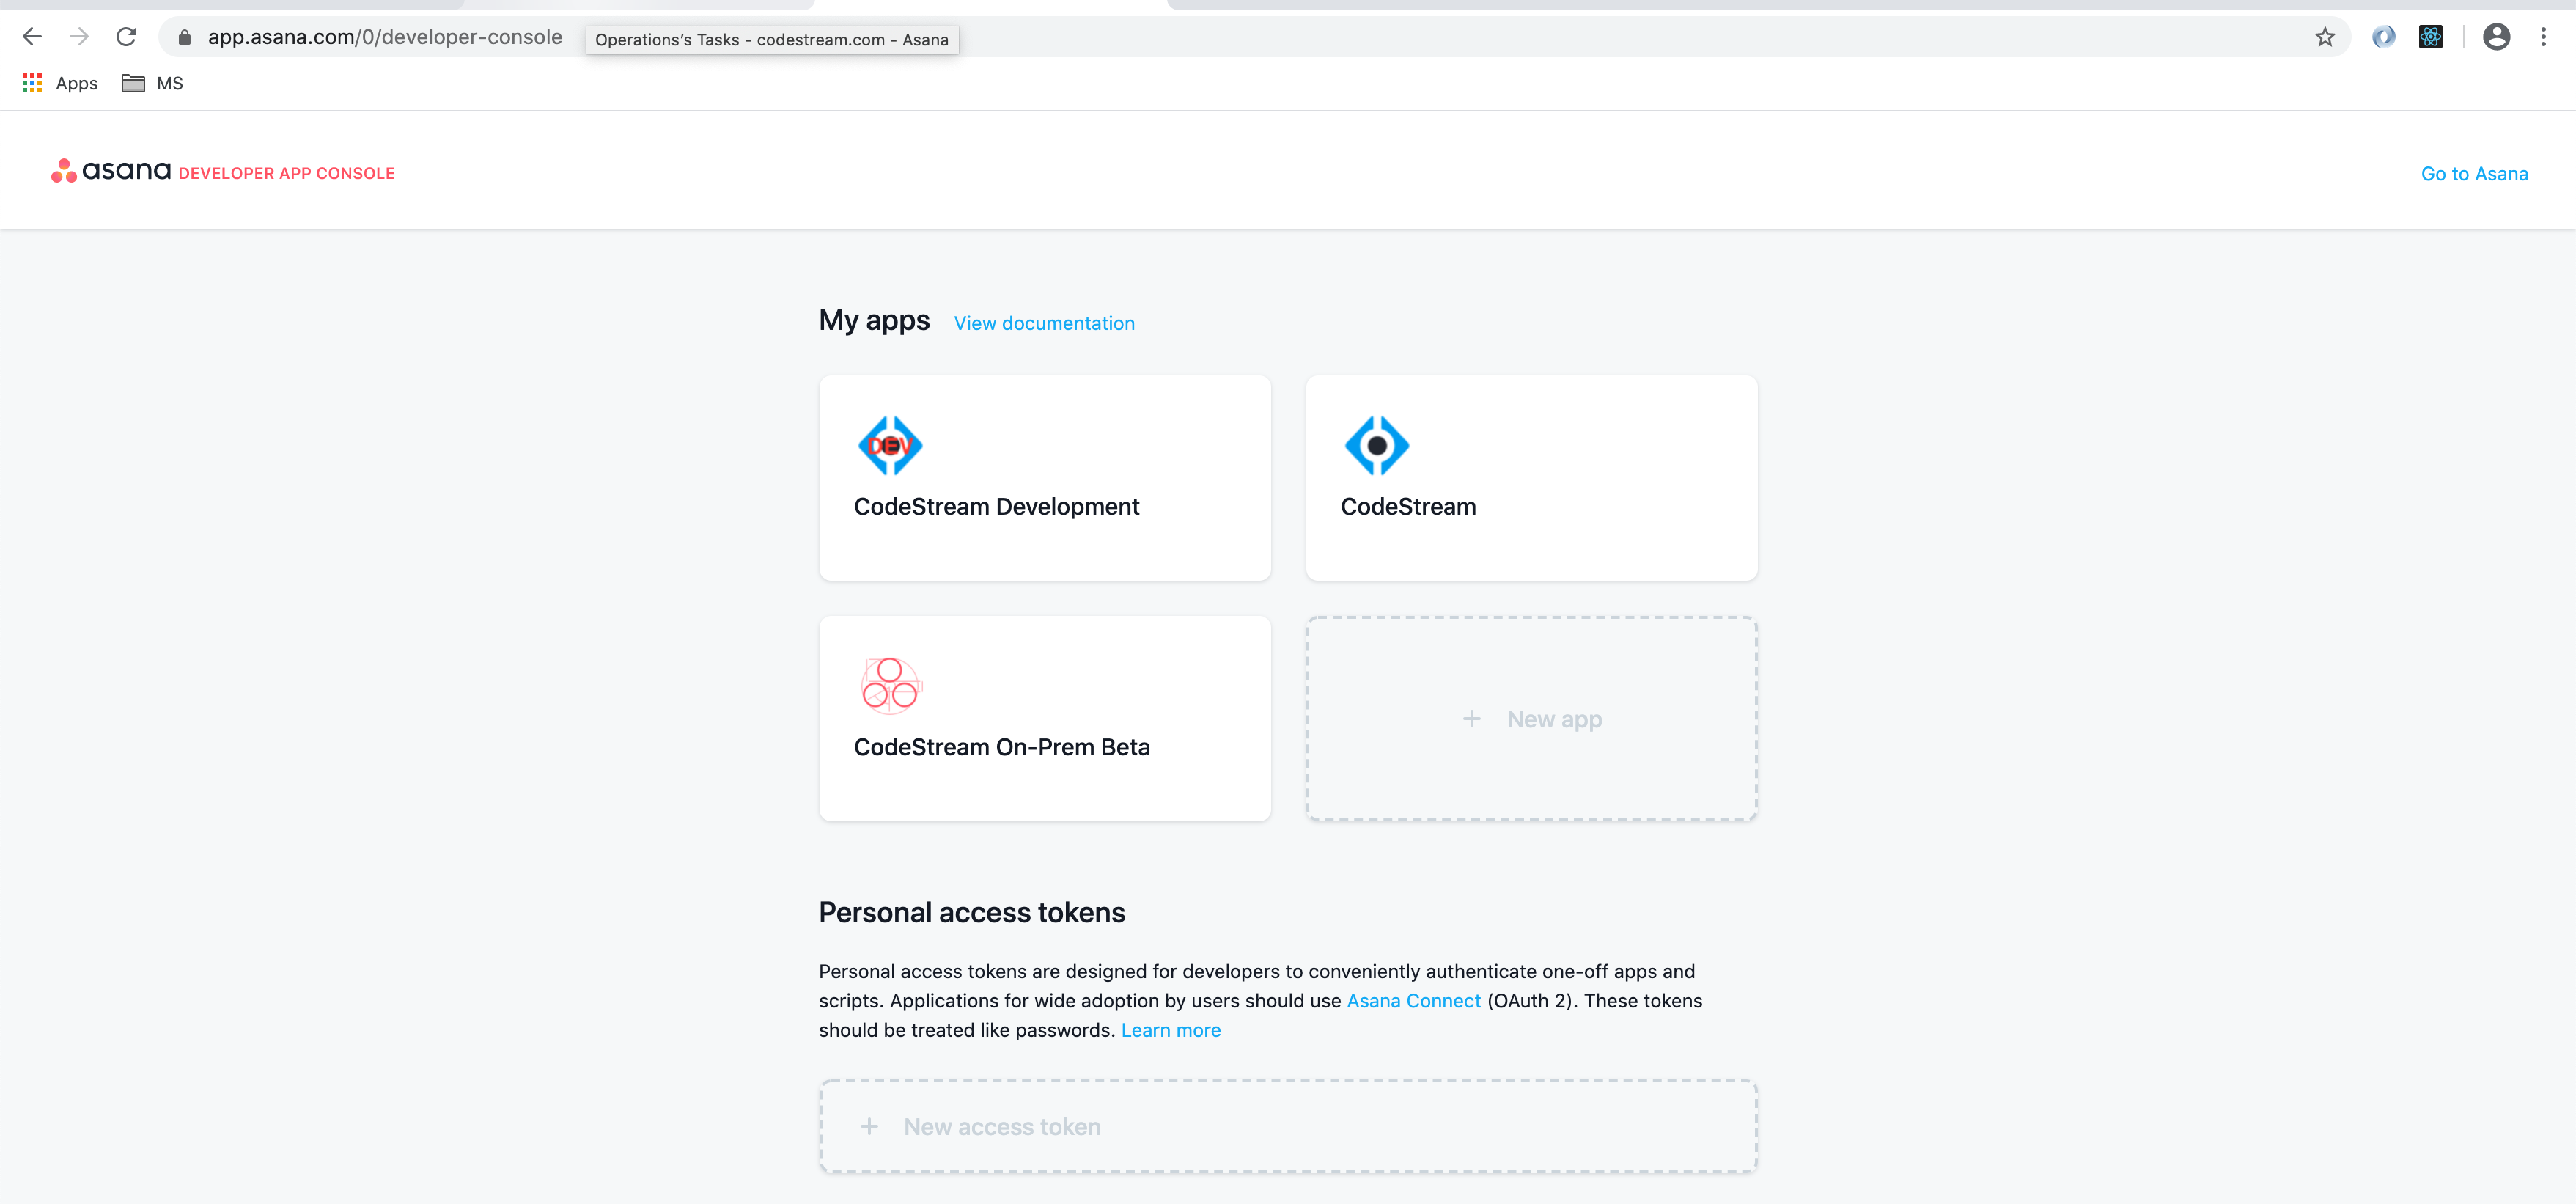 app.asana.com/0/developer-console
Operations's Tasks - codestream.com - Asana
Apps
MS
asana DEVELOPER APP CONSOLE
Go to Asana
My apps
View documentation
DEV
CodeStream Development
CodeStream
CodeStream On-Prem Beta
+ New app
Personal access tokens
Personal access tokens are designed for developers to conveniently authenticate one-off apps and
scripts. Applications for wide adoption by users should use Asana Connect (OAuth 2). These tokens
should be treated like passwords. Learn more
+ New access token